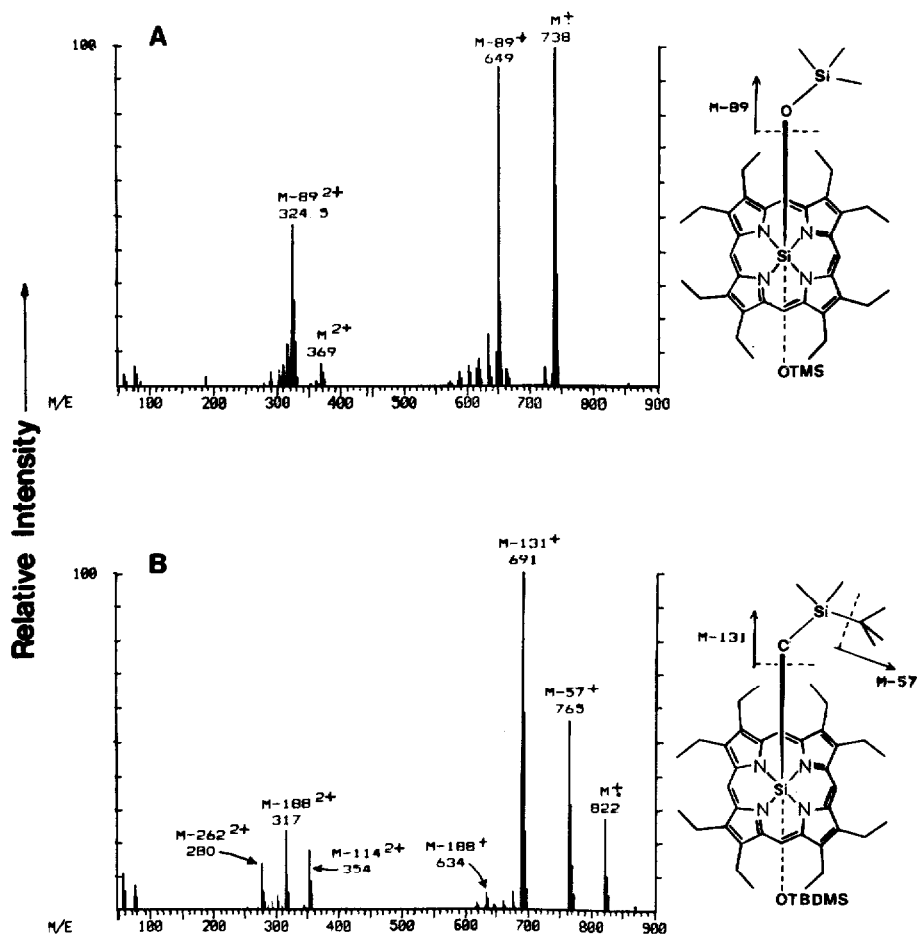 Relative Intensity
A
100
M-89+
649
M+.
738
M-89 2+
324.5
M 2+
369
M/E
100 200 300 400 500 600 700 800 900
M-89
Si
O
N N
Si
N N
OTMS
B
100
M-131+
691
M-57+
765
M+.
822
M-188 2+
317
M-262 2+
280
M-114 2+
354
M-188+
634
M/E
100 200 300 400 500 600 700 800 900
M-131
Si
C
M-57
N N
Si
N N
OTBDMS